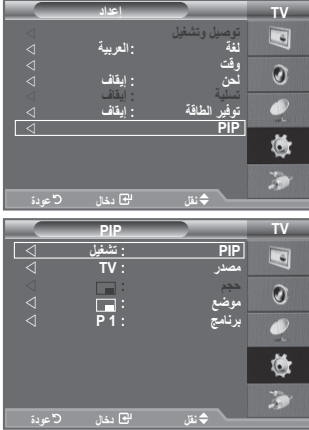 TV إعداد
توصيل وتشغيل
لغة : العربية
وقت
لحن : إيقاف
تسلية : إيقاف
توفير الطاقة : إيقاف
PIP
نقل دخال عودة
TV PIP
PIP : تشغيل
مصدر : TV
حجم :
موضع :
برنامج : P 1
نقل دخال عودة